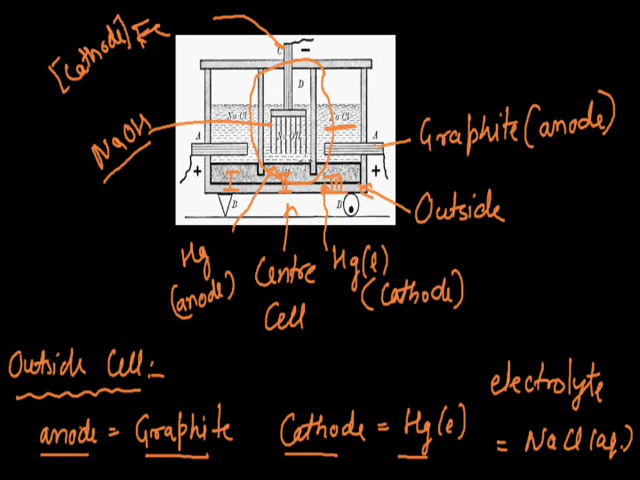 [Cathode] Fe
C -
D
NaCl
NaCl
NaOH
NaOH
A
A
Graphite (anode)
+
+
I
II
III
B
B
Outside
Hg
(anode)
Centre
Cell
Hg(l)
(Cathode)
Outside Cell:-
electrolyte
anode = Graphite
Cathode = Hg(l)
= NaCl(aq.)